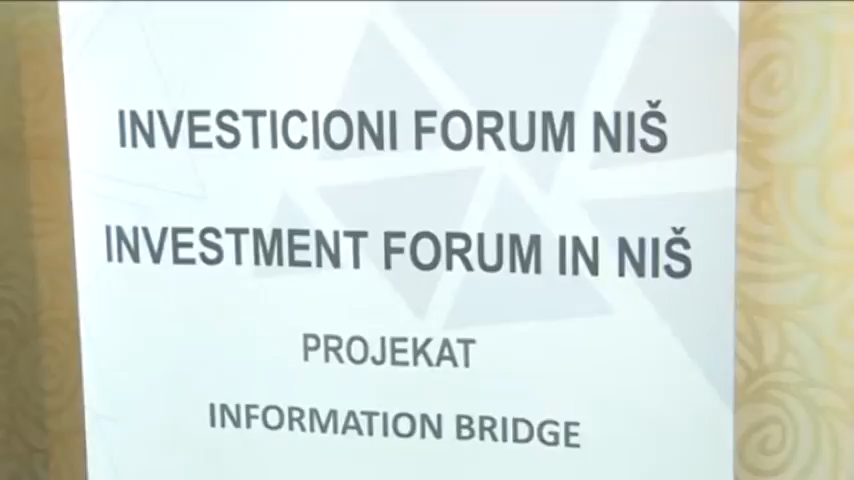 INVESTICIONI FORUM NIŠ
INVESTMENT FORUM IN NIŠ
PROJEKAT
INFORMATION BRIDGE